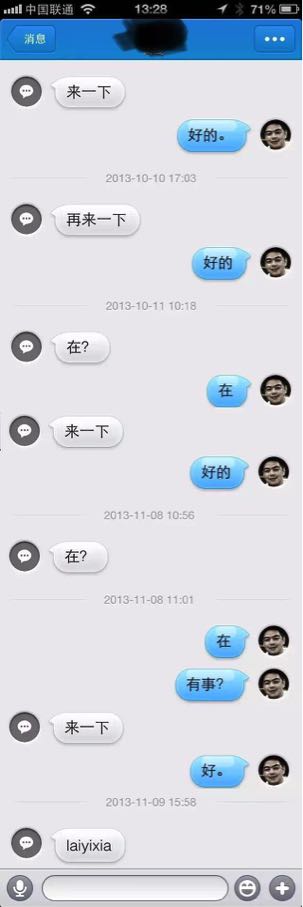 中国联通 13:28 71%
消息
来一下
好的。
2013-10-10 17:03
再来一下
好的
2013-10-11 10:18
在?
在
来一下
好的
2013-11-08 10:56
在?
2013-11-08 11:01
在
有事?
来一下
好。
2013-11-09 15:58
laiyixia